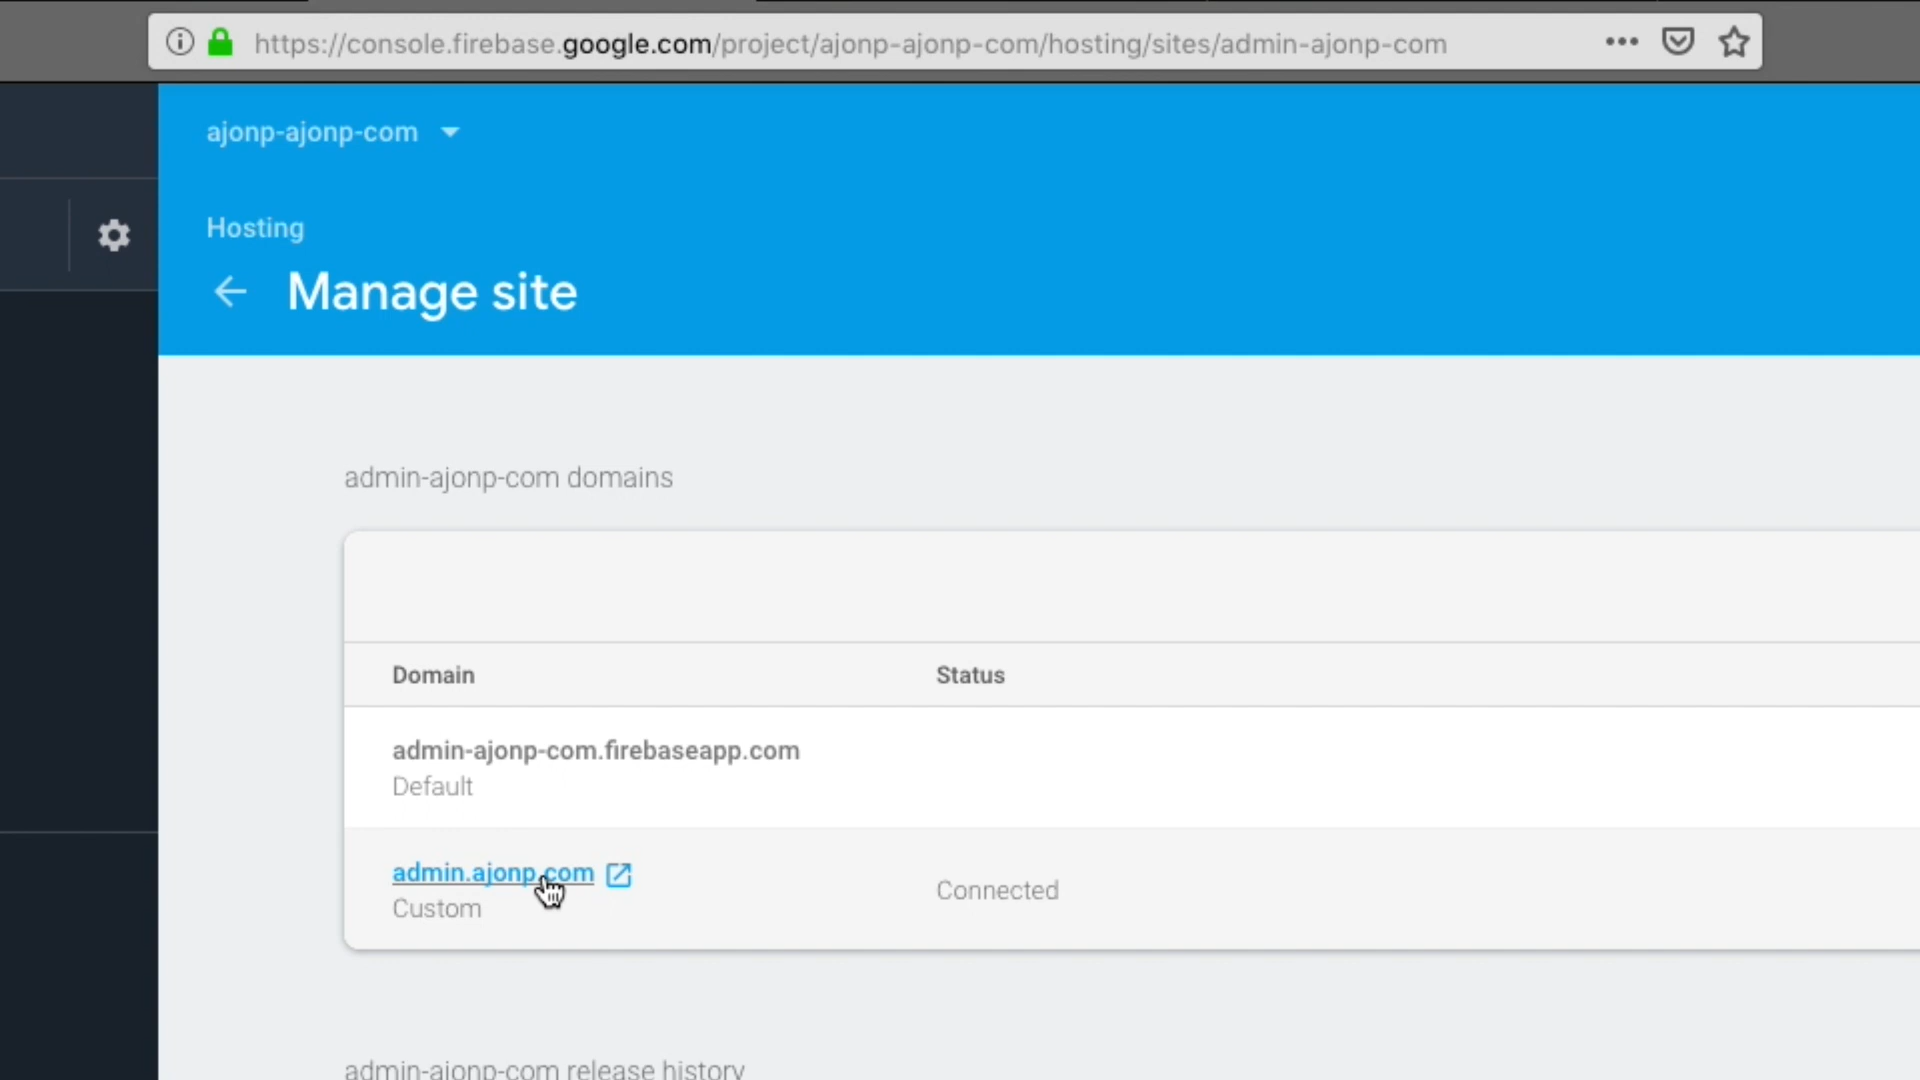 https://console.firebase.google.com/project/ajonp-ajonp-com/hosting/sites/admin-ajonp-com
ajonp-ajonp-com
Hosting
Manage site
admin-ajonp-com domains
Domain Status
admin-ajonp-com.firebaseapp.com
Default
admin.ajonp.com
Connected
Custom
admin-ajonp-com release history